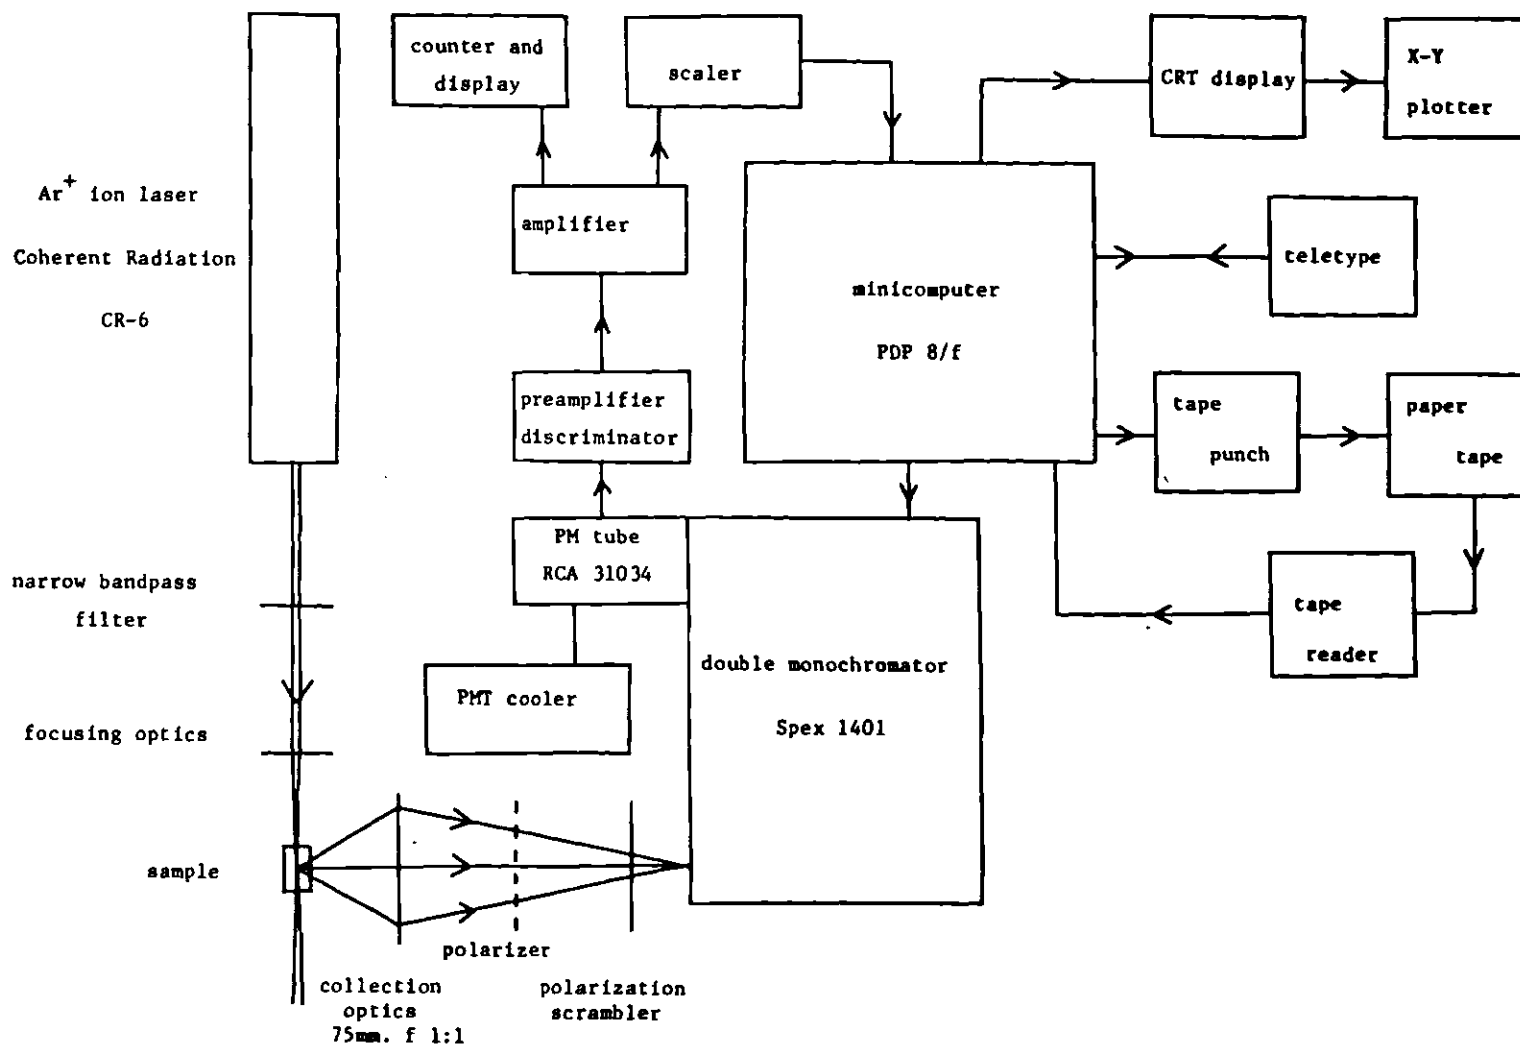 counter and
display
scaler
CRT display
X-Y
plotter
Ar+ ion laser
Coherent Radiation
CR-6
amplifier
minicomputer
PDP 8/f
teletype
preamplifier
discriminator
tape
punch
paper
tape
PM tube
RCA 31034
narrow bandpass
filter
tape
reader
double monochromator
Spex 1401
PMT cooler
focusing optics
sample
polarizer
collection
optics
75mm. f 1:1
polarization
scrambler